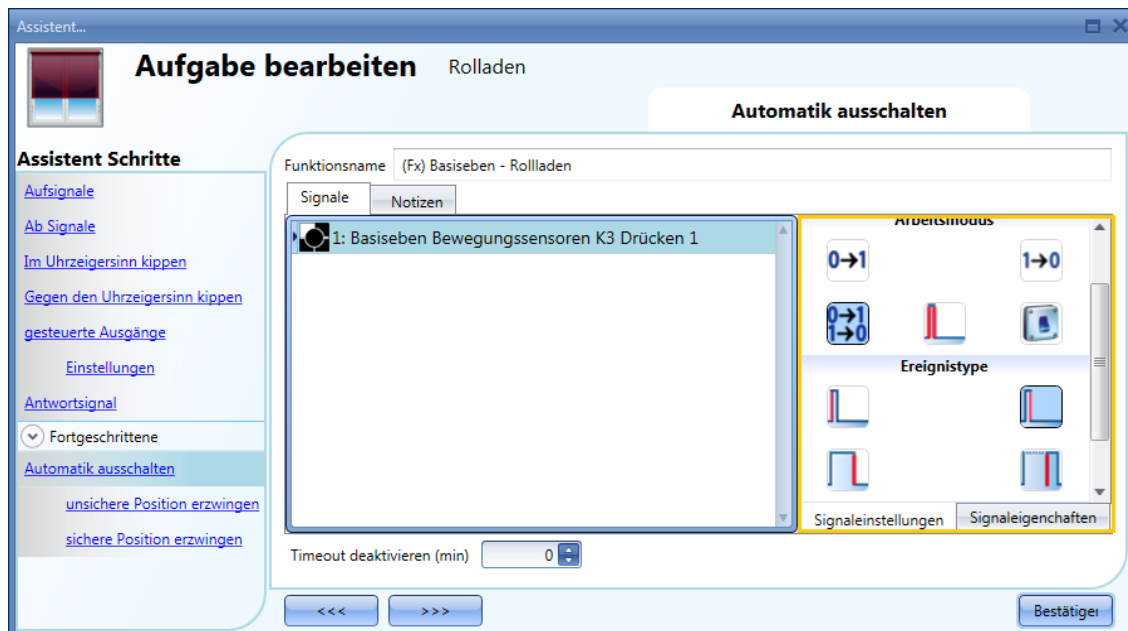 Assistent...
Aufgabe bearbeiten
Rolladen
Automatik ausschalten
Assistent Schritte
Aufsignale
Ab Signale
Im Uhrzeigersinn kippen
Gegen den Uhrzeigersinn kippen
gesteuerte Ausgänge
Einstellungen
Antwortsignal
Fortgeschrittene
Automatik ausschalten
unsichere Position erzwingen
sichere Position erzwingen
Funktionsname
(Fx) Basiseben - Rollladen
Signale
Notizen
1: Basiseben Bewegungssensoren K3 Drücken 1
Arbeitsmodus
0→1
1→0
0→1
1→0
Ereignistype
Signaleinstellungen
Signaleigenchaften
Timeout deaktivieren (min)
0
<<<
>>>
Bestätiger